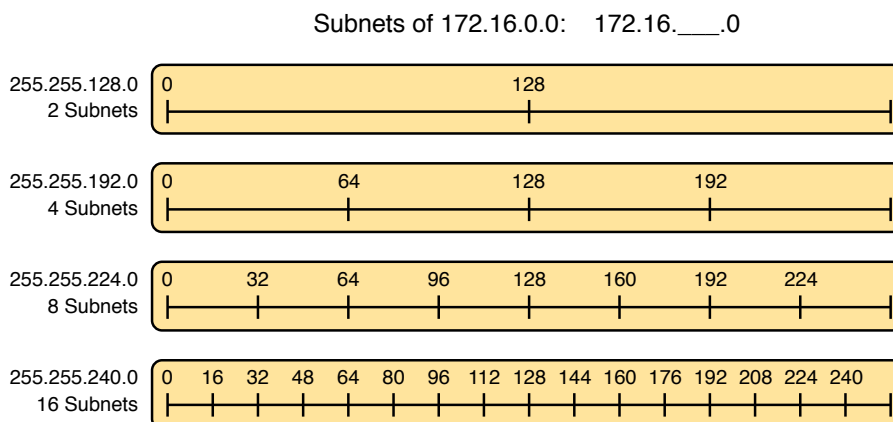 Subnets of 172.16.0.0: 172.16.___.0
255.255.128.0 0 128
2 Subnets
255.255.192.0 0 64 128 192
4 Subnets
255.255.224.0 0 32 64 96 128 160 192 224
8 Subnets
255.255.240.0 0 16 32 48 64 80 96 112 128 144 160 176 192 208 224 240
16 Subnets